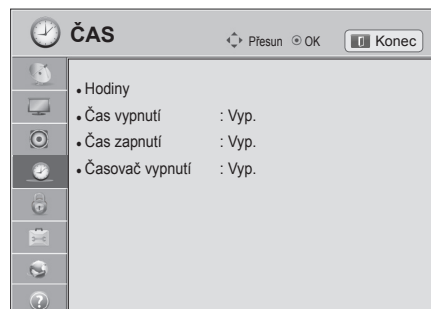 ČAS Přesun OK Konec
• Hodiny
• Čas vypnutí : Vyp.
• Čas zapnutí : Vyp.
• Časovač vypnutí : Vyp.